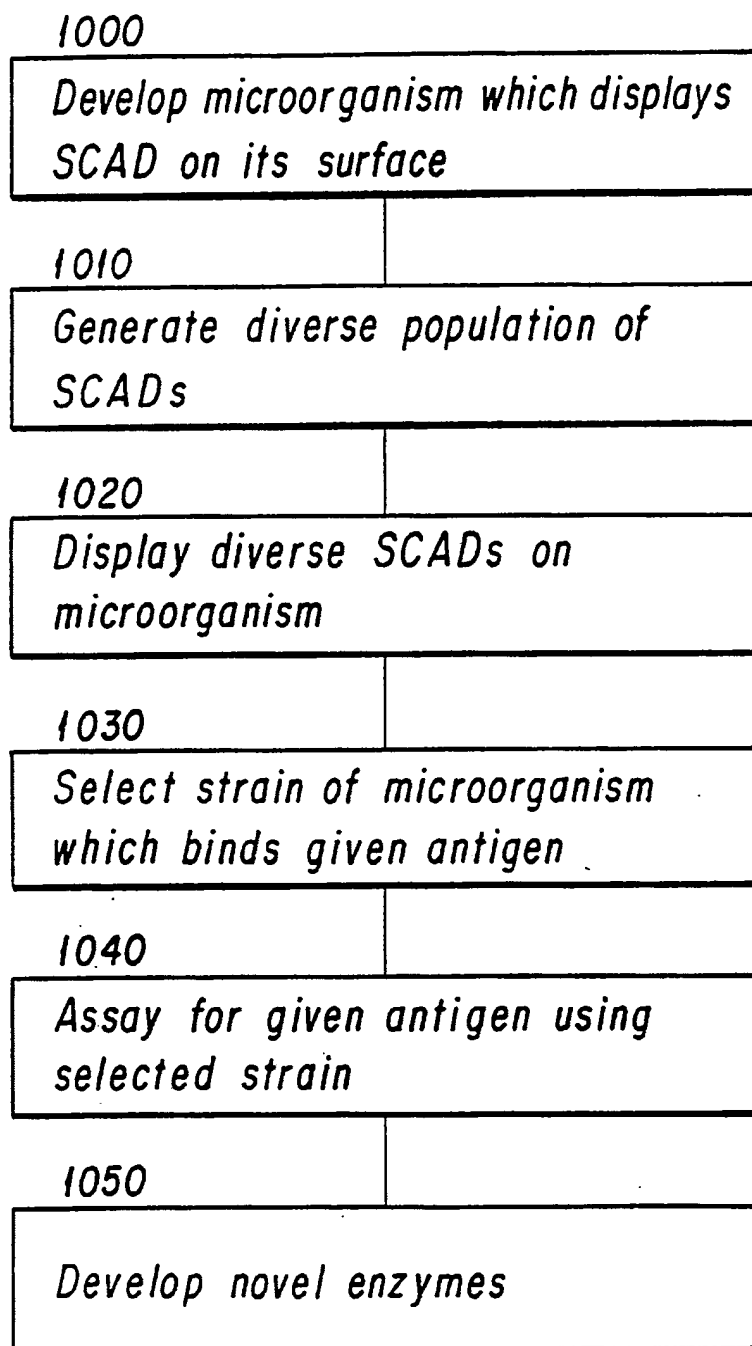 1000
Develop microorganism which displays
SCAD on its surface
1010
Generate diverse population of
SCADs
1020
Display diverse SCADs on
microorganism
1030
Select strain of microorganism
which binds given antigen
1040
Assay for given antigen using
selected strain
1050
Develop novel enzymes